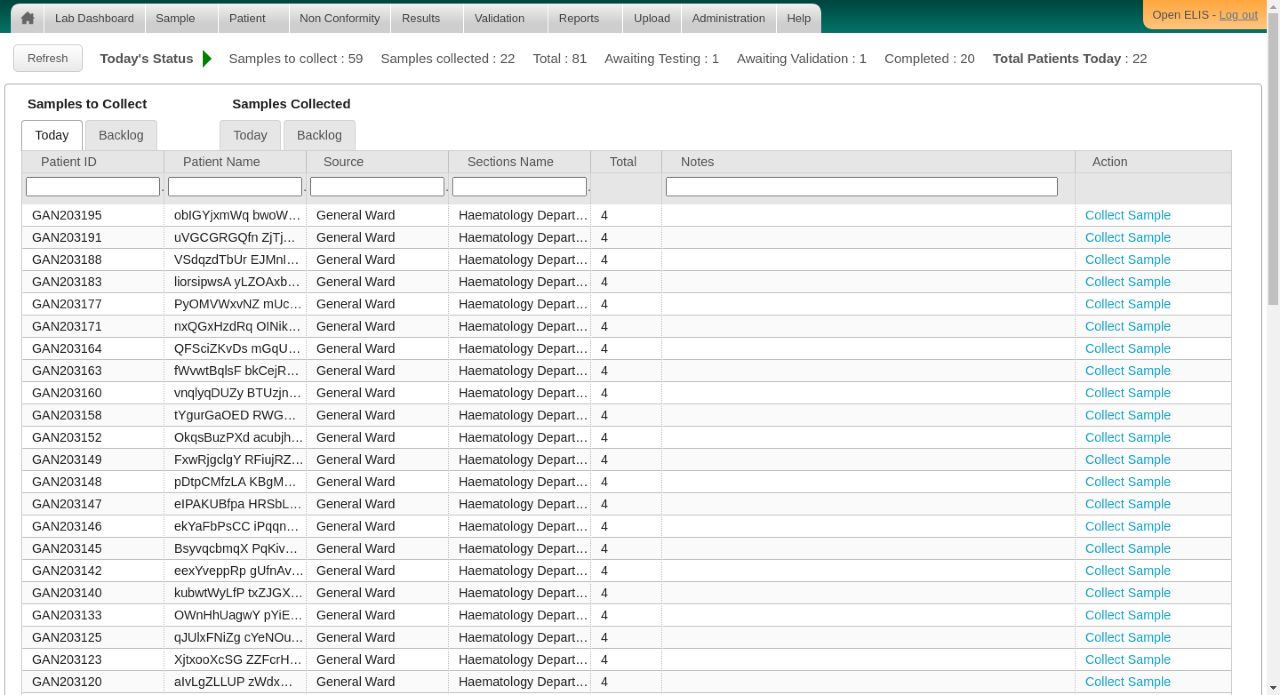 Lab Dashboard Sample Patient Non Conformity Results Validation Reports Upload Administration Help Open ELIS - Log out
Refresh Today's Status Samples to collect : 59 Samples collected : 22 Total : 81 Awaiting Testing : 1 Awaiting Validation : 1 Completed : 20 Total Patients Today : 22
Samples to Collect Samples Collected
Today Backlog Today Backlog
Patient ID Patient Name Source Sections Name Total Notes Action
GAN203195 obIGYjxmWq bwoW... General Ward Haematology Depart... 4 Collect Sample
GAN203191 uVGCGRGQfn ZjTj... General Ward Haematology Depart... 4 Collect Sample
GAN203188 VSdqzdTbUr EJMnI... General Ward Haematology Depart... 4 Collect Sample
GAN203183 liorsipwsA yLZOAxb... General Ward Haematology Depart... 4 Collect Sample
GAN203177 PyOMVWxvNZ mUc... General Ward Haematology Depart... 4 Collect Sample
GAN203171 nxQGxHzdRq OINik... General Ward Haematology Depart... 4 Collect Sample
GAN203164 QFSciZKvDs mGqU... General Ward Haematology Depart... 4 Collect Sample
GAN203163 fWvwtBqlsF bkCejR... General Ward Haematology Depart... 4 Collect Sample
GAN203160 vnqlyqDUZy BTUzjn... General Ward Haematology Depart... 4 Collect Sample
GAN203158 tYgurGaOED RWG... General Ward Haematology Depart... 4 Collect Sample
GAN203152 OkqsBuzPXd acubjh... General Ward Haematology Depart... 4 Collect Sample
GAN203149 FxwRjgclgY RFiujRZ... General Ward Haematology Depart... 4 Collect Sample
GAN203148 pDtpCMfzLA KBgM... General Ward Haematology Depart... 4 Collect Sample
GAN203147 eIPAKUBfpa HRSbL... General Ward Haematology Depart... 4 Collect Sample
GAN203146 ekYaFbPsCC iPqqn... General Ward Haematology Depart... 4 Collect Sample
GAN203145 BsyvqcbmqX PqKiv... General Ward Haematology Depart... 4 Collect Sample
GAN203142 eexYveppRp gUfnAv... General Ward Haematology Depart... 4 Collect Sample
GAN203140 kubwtWyLfP txZJGX... General Ward Haematology Depart... 4 Collect Sample
GAN203133 OWnHhUagwY pYiE... General Ward Haematology Depart... 4 Collect Sample
GAN203125 qJUlxFNiZg cYeNOu... General Ward Haematology Depart... 4 Collect Sample
GAN203123 XjtxooXcSG ZZFcrH... General Ward Haematology Depart... 4 Collect Sample
GAN203120 aIvLgZLLUP zWdx... General Ward Haematology Depart... 4 Collect Sample